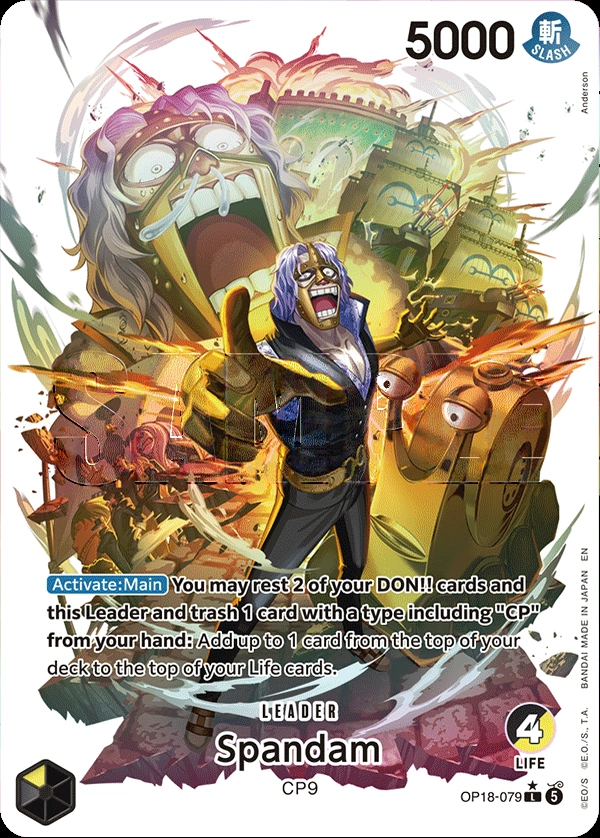 5000
斬
SLASH
Anderson
SAMPLE
Activate:Main You may rest 2 of your DON!! cards and
this Leader and trash 1 card with a type including "CP"
from your hand: Add up to 1 card from the top of your
deck to the top of your Life cards.
LEADER
Spandam
CP9
4
LIFE
OP18-079 L 5
©EO/S ©E.O./S., T.A. BANDAI MADE IN JAPAN EN